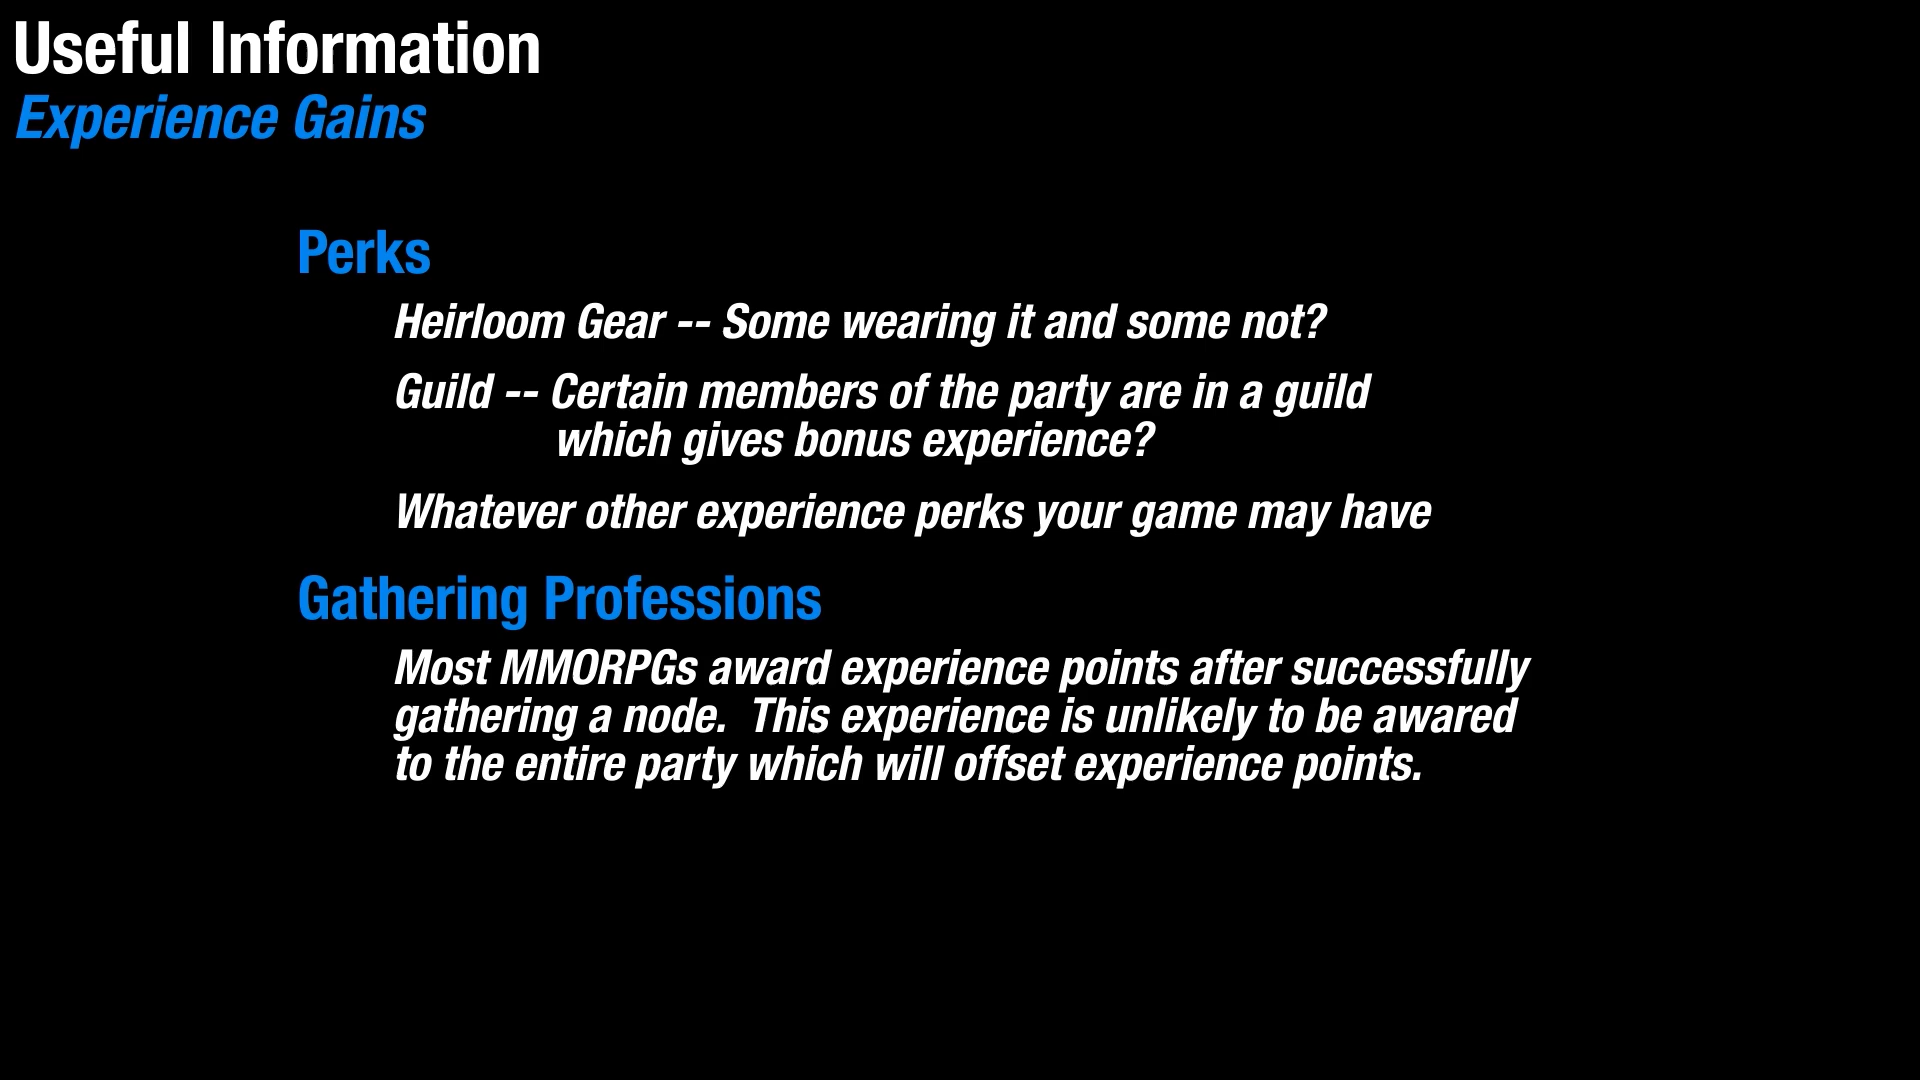 Useful Information
Experience Gains
Perks
Heirloom Gear -- Some wearing it and some not?
Guild -- Certain members of the party are in a guild
which gives bonus experience?
Whatever other experience perks your game may have
Gathering Professions
Most MMORPGs award experience points after successfully
gathering a node.  This experience is unlikely to be awared
to the entire party which will offset experience points.